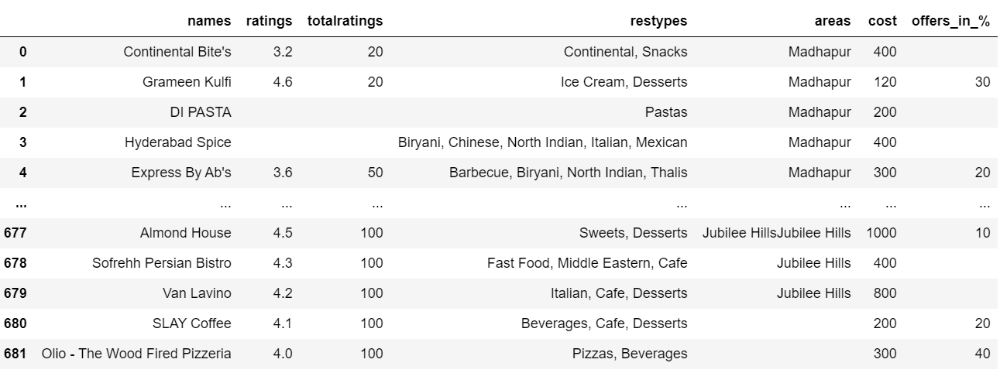 names ratings totalratings restypes areas cost offers_in_%
0 Continental Bite's 3.2 20 Continental, Snacks Madhapur 400
1 Grameen Kulfi 4.6 20 Ice Cream, Desserts Madhapur 120 30
2 DI PASTA Pastas Madhapur 200
3 Hyderabad Spice Biryani, Chinese, North Indian, Italian, Mexican Madhapur 400
4 Express By Ab's 3.6 50 Barbecue, Biryani, North Indian, Thalis Madhapur 300 20
... ... ... ... ... ... ... ...
677 Almond House 4.5 100 Sweets, Desserts Jubilee HillsJubilee Hills 1000 10
678 Sofrehh Persian Bistro 4.3 100 Fast Food, Middle Eastern, Cafe Jubilee Hills 400
679 Van Lavino 4.2 100 Italian, Cafe, Desserts Jubilee Hills 800
680 SLAY Coffee 4.1 100 Beverages, Cafe, Desserts 200 20
681 Olio - The Wood Fired Pizzeria 4.0 100 Pizzas, Beverages 300 40